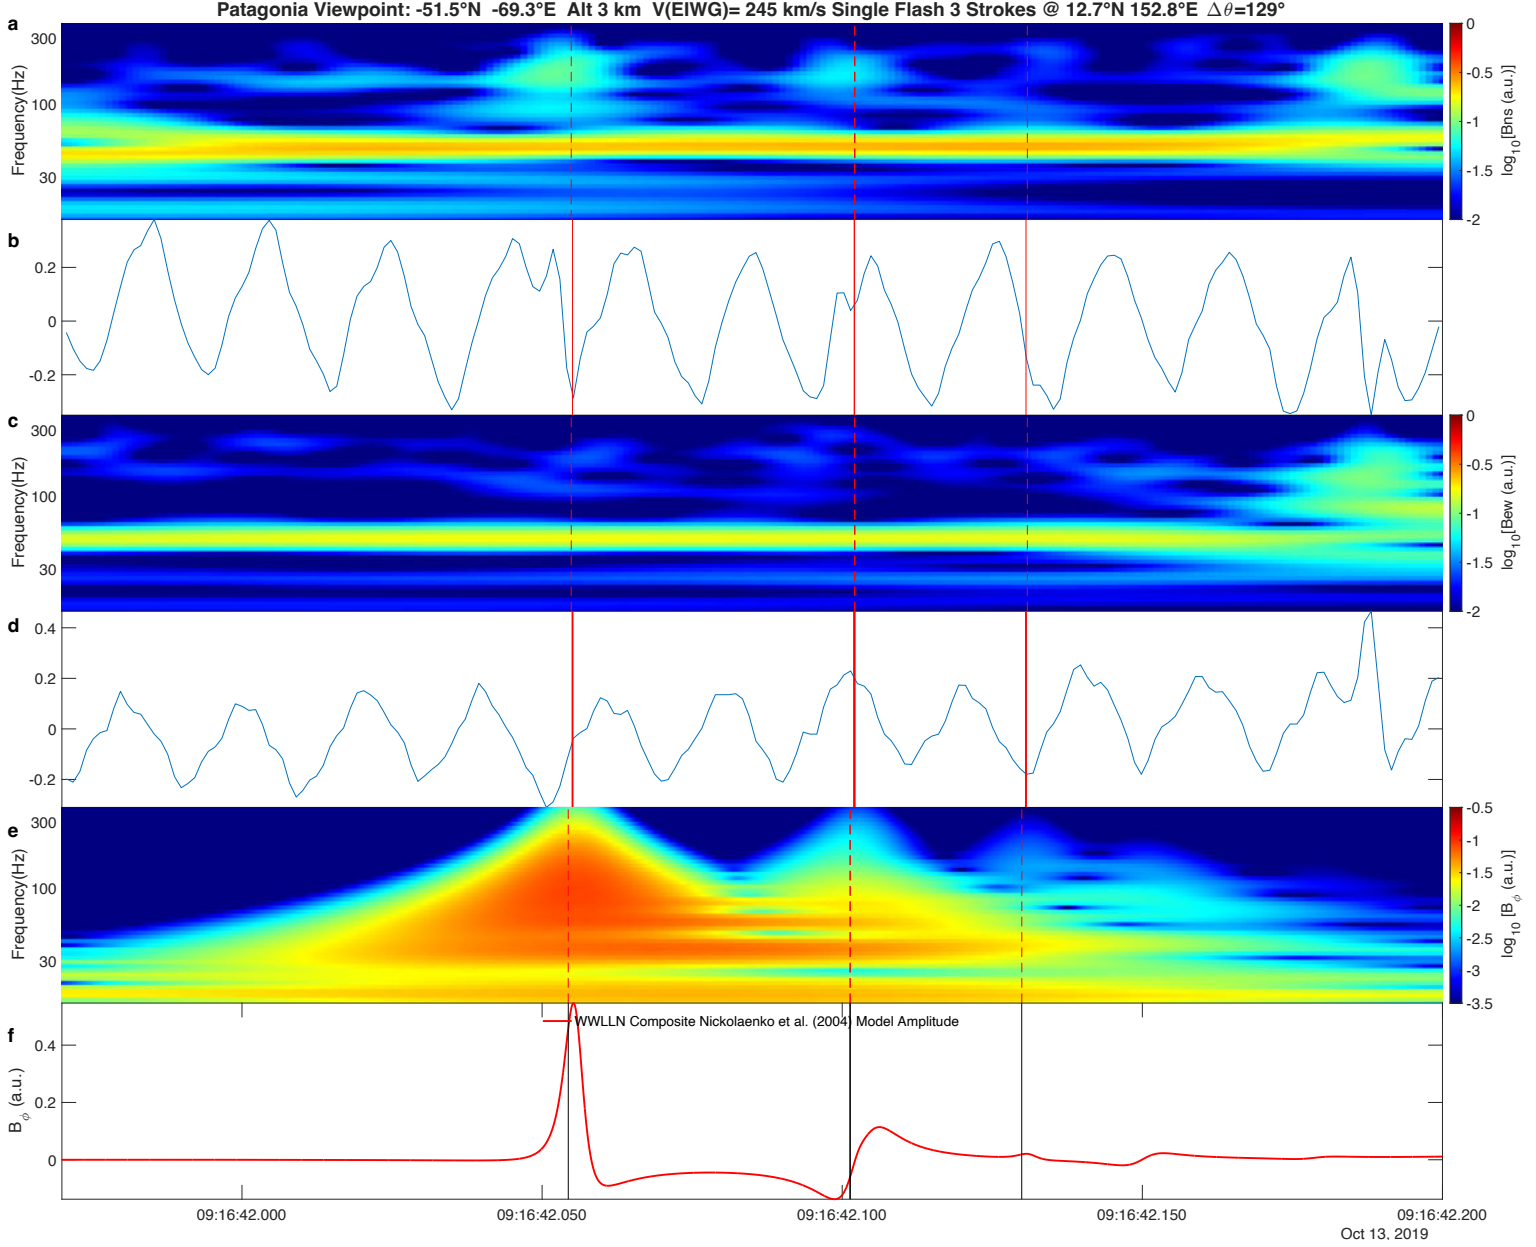 Patagonia Viewpoint: -51.5°N -69.3°E Alt 3 km V(EIWG)= 245 km/s Single Flash 3 Strokes @ 12.7°N 152.8°E Δθ=129°
a
300
100
30
Frequency(Hz)
0
-0.5
-1
-1.5
-2
log10[Bns (a.u.)]
b
0.2
0
-0.2
c
300
100
30
Frequency(Hz)
0
-0.5
-1
-1.5
-2
log10[Bew (a.u.)]
d
0.4
0.2
0
-0.2
e
300
100
30
Frequency(Hz)
-0.5
-1
-1.5
-2
-2.5
-3
-3.5
log10 [Bϕ (a.u.)]
f
WWLLN Composite Nickolaenko et al. (2004) Model Amplitude
0.4
0.2
0
Bϕ (a.u.)
09:16:42.000
09:16:42.050
09:16:42.100
09:16:42.150
09:16:42.200
Oct 13, 2019